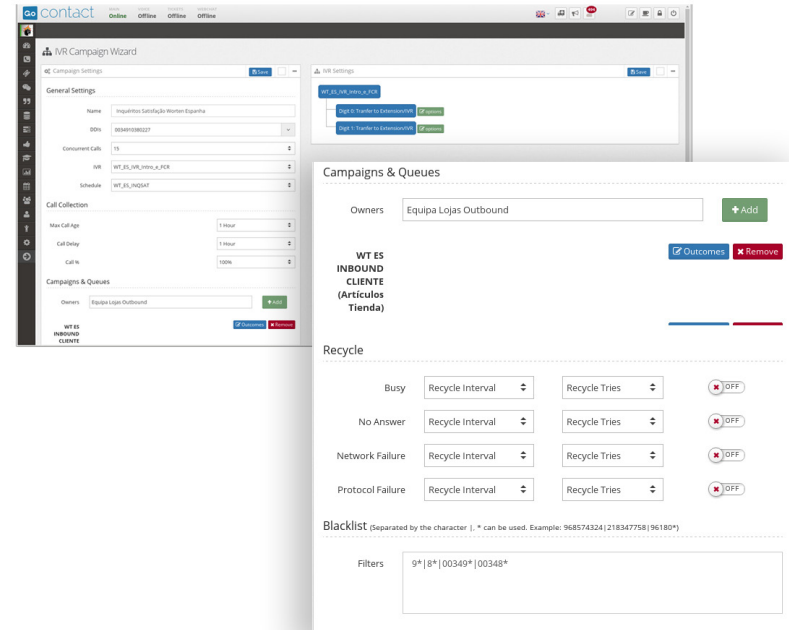 Go contact
Online
Offline
Offline
Offline
IVR Campaign Wizard
Campaign Settings
Save
General Settings
Name
Inquéritos Satisfação Worten Espanha
DDIs
0034910380227
Concurrent Calls
15
IVR
WT_ES_IVR_Intro_e_FCR
Schedule
WT_ES_INQSAT
Call Collection
Max Call Age
1 Hour
Call Delay
1 Hour
Call %
100%
Campaigns & Queues
Owners
Equipa Lojas Outbound
+Add
WT ES
INBOUND
CLIENTE
Outcomes
Remove
IVR Settings
Save
WT_ES_IVR_Intro_e_FCR
Digit 0: Tranfer to Extension/IVR
options
Digit 1: Tranfer to Extension/IVR
options
Campaigns & Queues
Owners
Equipa Lojas Outbound
+Add
WT ES
INBOUND
CLIENTE
(Artículos
Tienda)
Outcomes
Remove
Recycle
Busy
Recycle Interval
Recycle Tries
OFF
No Answer
Recycle Interval
Recycle Tries
OFF
Network Failure
Recycle Interval
Recycle Tries
OFF
Protocol Failure
Recycle Interval
Recycle Tries
OFF
Blacklist (Separated by the character |. * can be used. Example: 968574324|218347758|96180*)
Filters
9*|8*|00349*|00348*